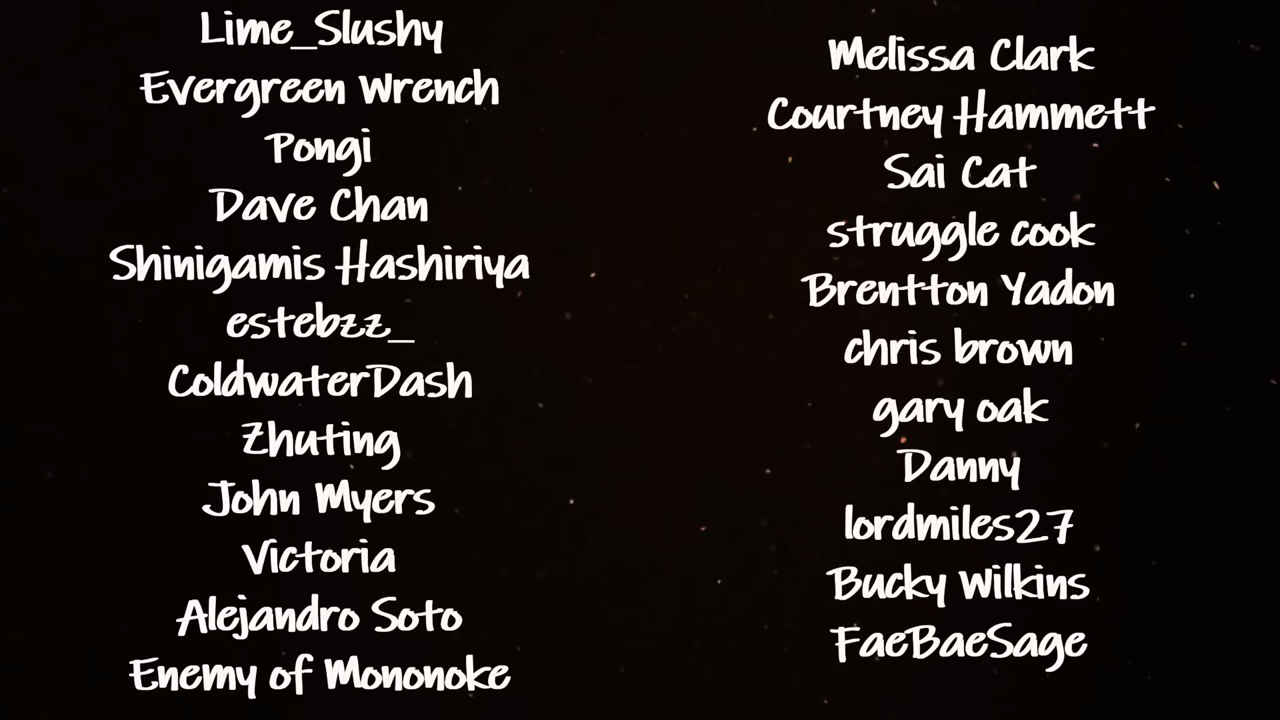 Lime_Slushy
Evergreen Wrench
Pongi
Dave Chan
Shinigamis Hashiriya
estebzz_
ColdwaterDash
Zhuting
John Myers
Victoria
Alejandro Soto
Enemy of Mononoke
Melissa Clark
Courtney Hammett
Sai Cat
struggle cook
Brentton Yadon
chris brown
gary oak
Danny
lordmiles27
Bucky Wilkins
FaeBaeSage